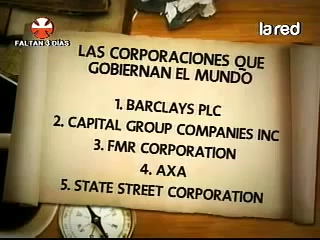 FALTAN 3 DÍAS
la red
LAS CORPORACIONES QUE
GOBIERNAN EL MUNDO
1. BARCLAYS PLC
2. CAPITAL GROUP COMPANIES INC
3. FMR CORPORATION
4. AXA
5. STATE STREET CORPORATION